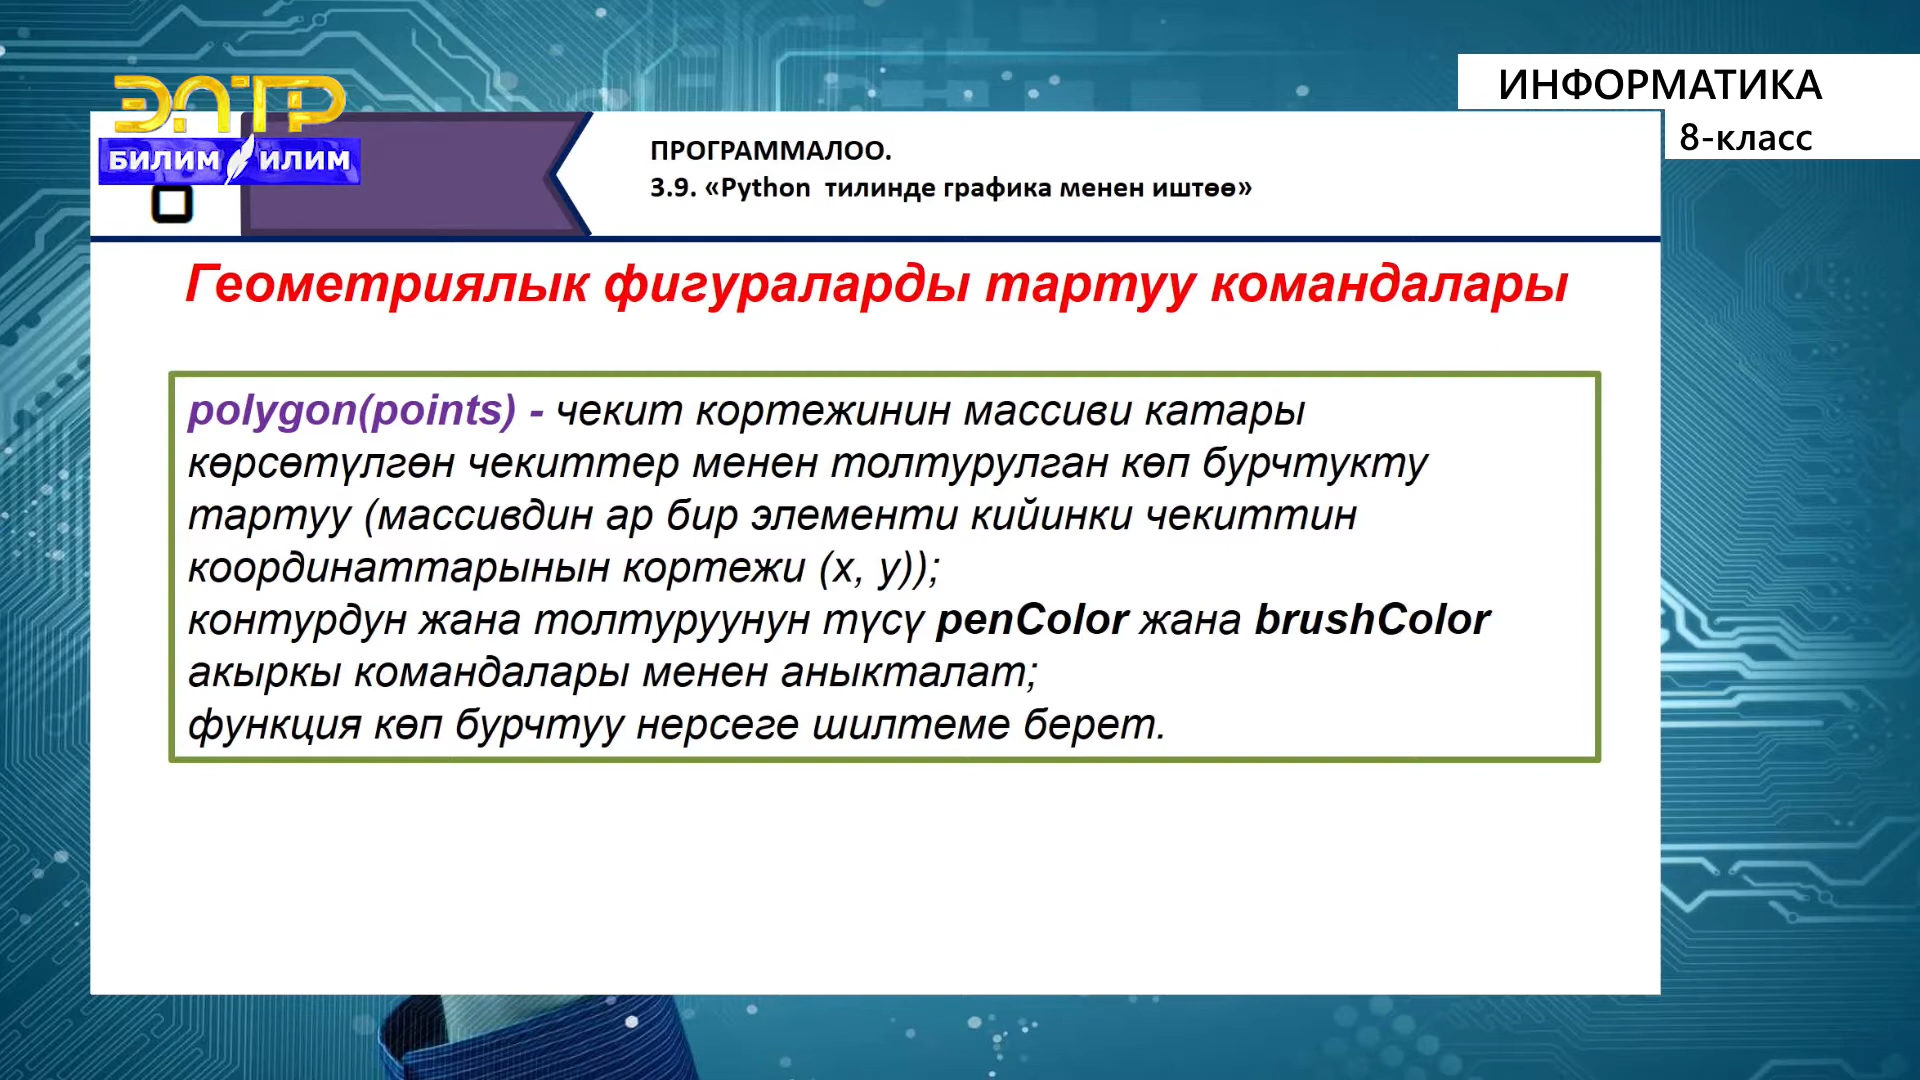 ЭЛТР
БИЛИМ ИЛИМ
ИНФОРМАТИКА
8-класс
ПРОГРАММАЛОО.
3.9. «Python тилинде графика менен иштөө»
Геометриялык фигураларды тартуу командалары
polygon(points) - чекит кортежинин массиви катары
көрсөтүлгөн чекиттер менен толтурулган көп бурчтукту
тартуу (массивдин ар бир элементи кийинки чекиттин
координаттарынын кортежи (x, y));
контурдун жана толтуруунун түсү penColor жана brushColor
акыркы командалары менен аныкталат;
функция көп бурчтуу нерсеге шилтеме берет.